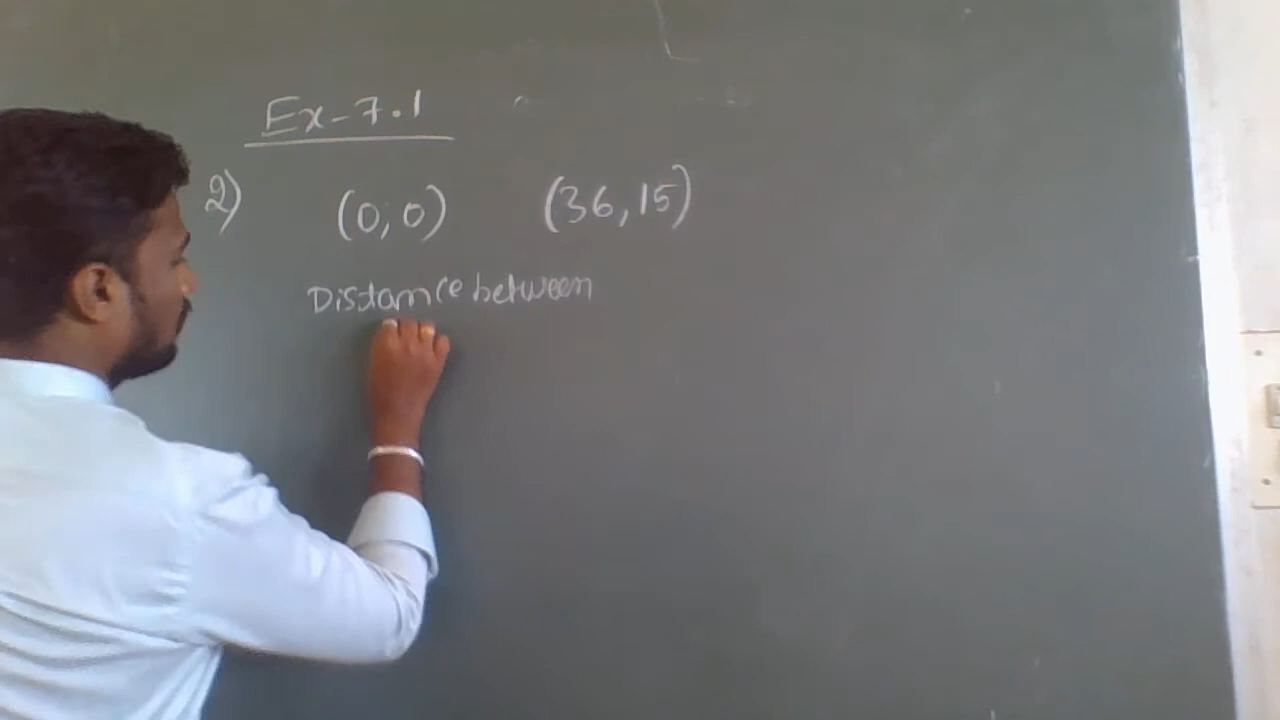 Ex-7.1
2) (0,0) (36,15)
Distance between